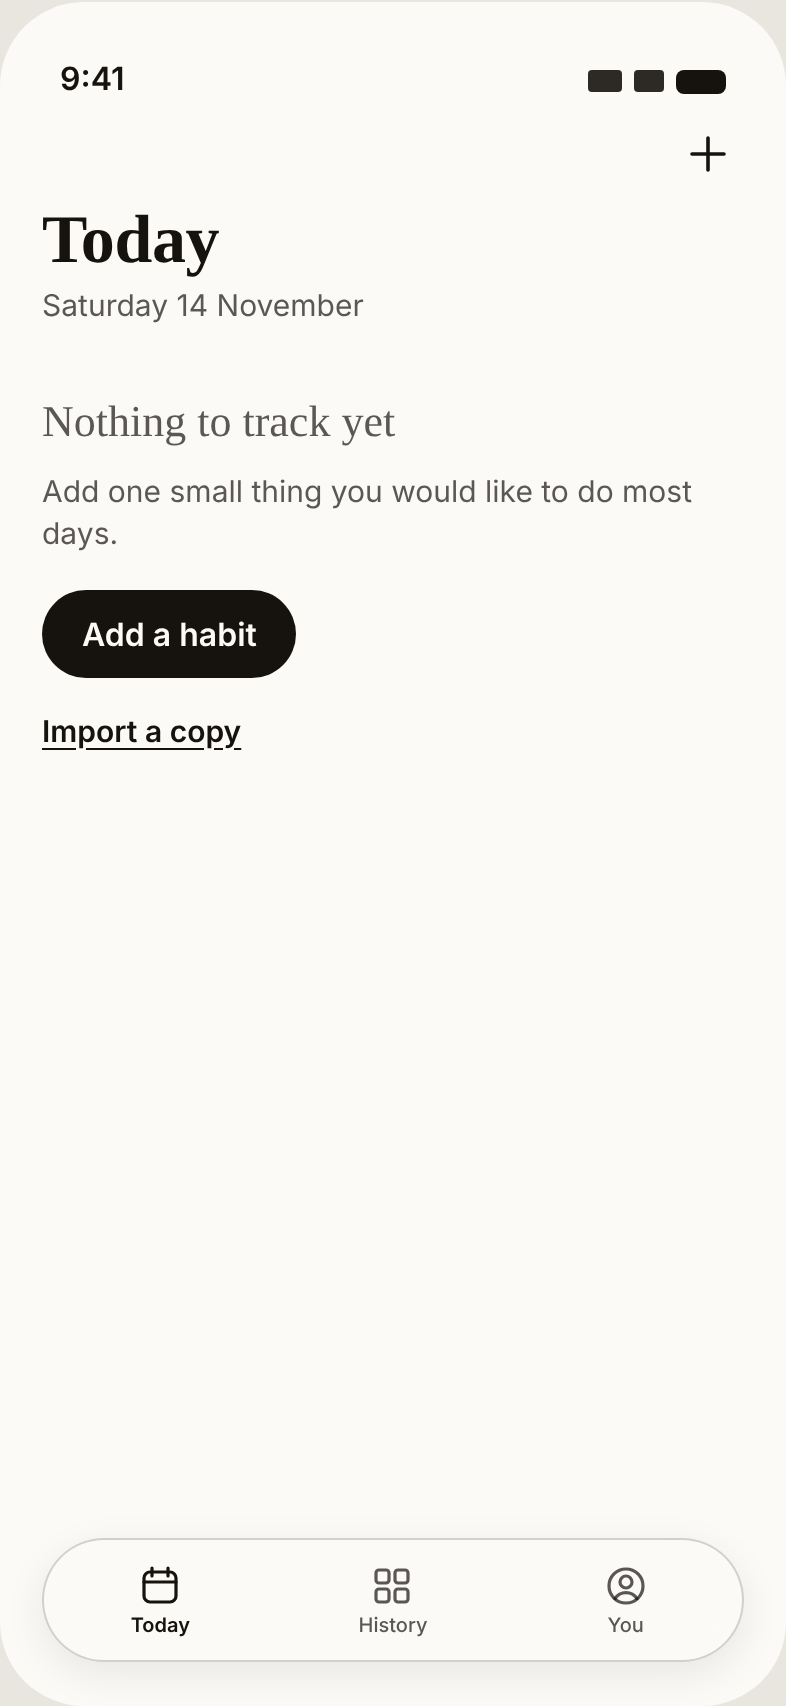 9:41
Today
Saturday 14 November
Nothing to track yet
Add one small thing you would like to do most
days.
Add a habit
Import a copy
Today
History
You